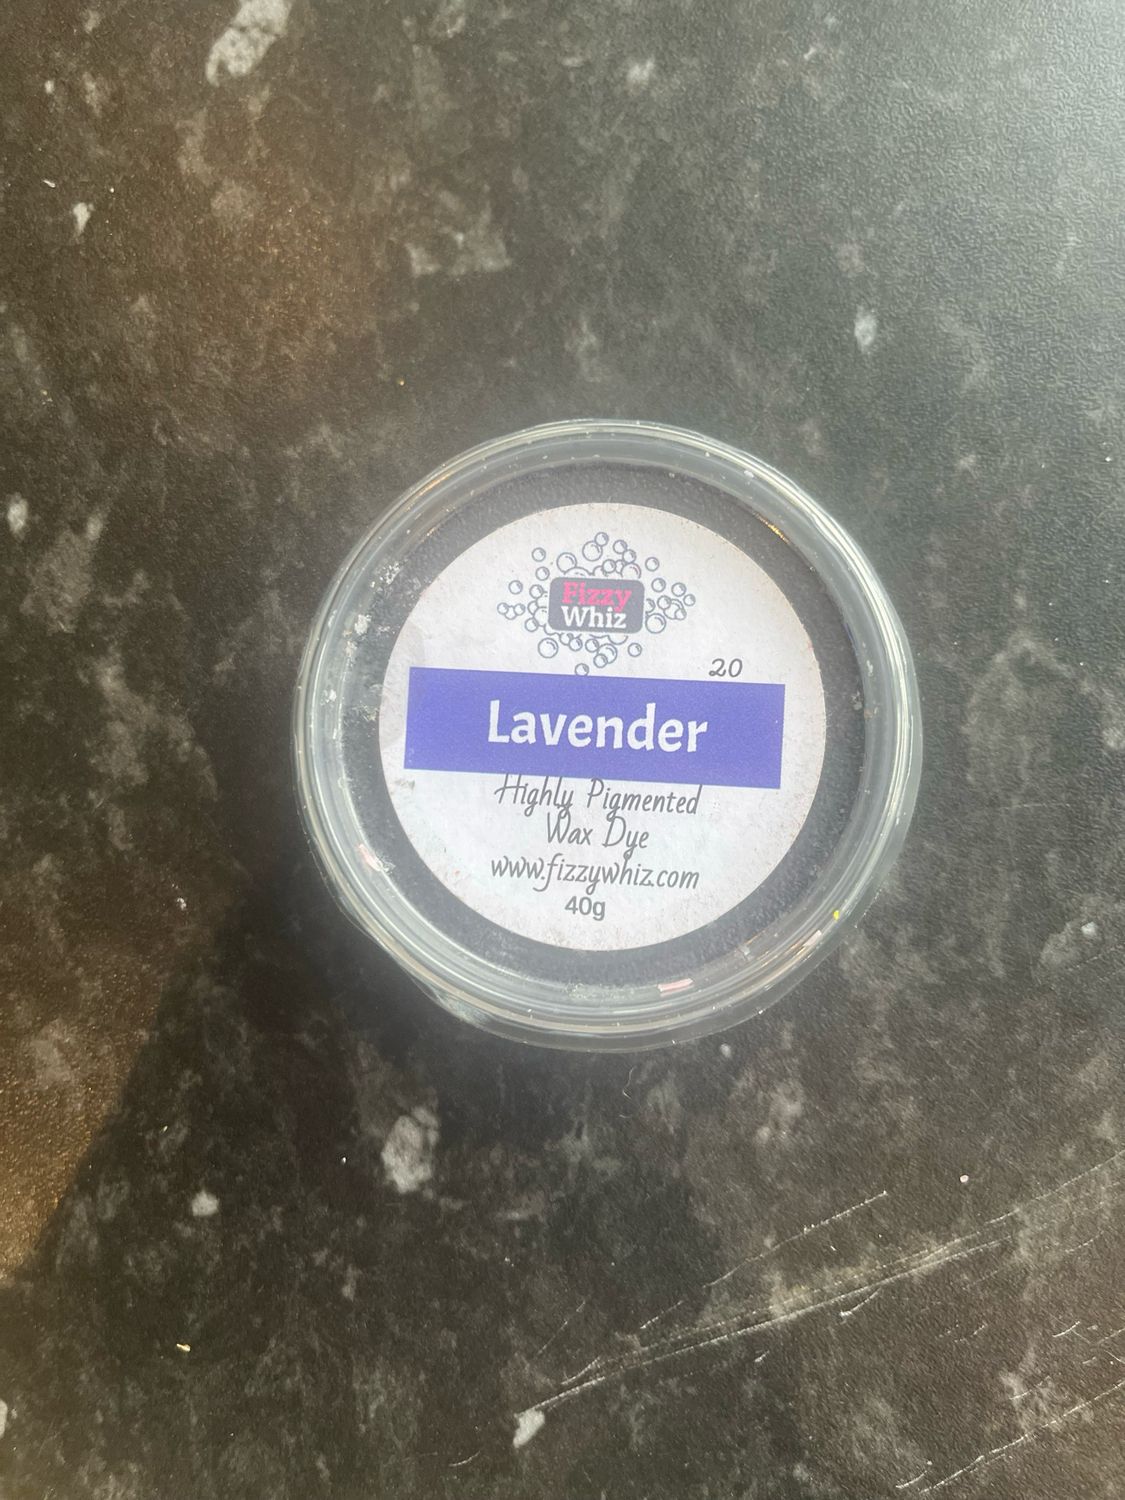 Fizzy
Whiz
20
Lavender
Highly Pigmented
Wax Dye
www.fizzywhiz.com
40g